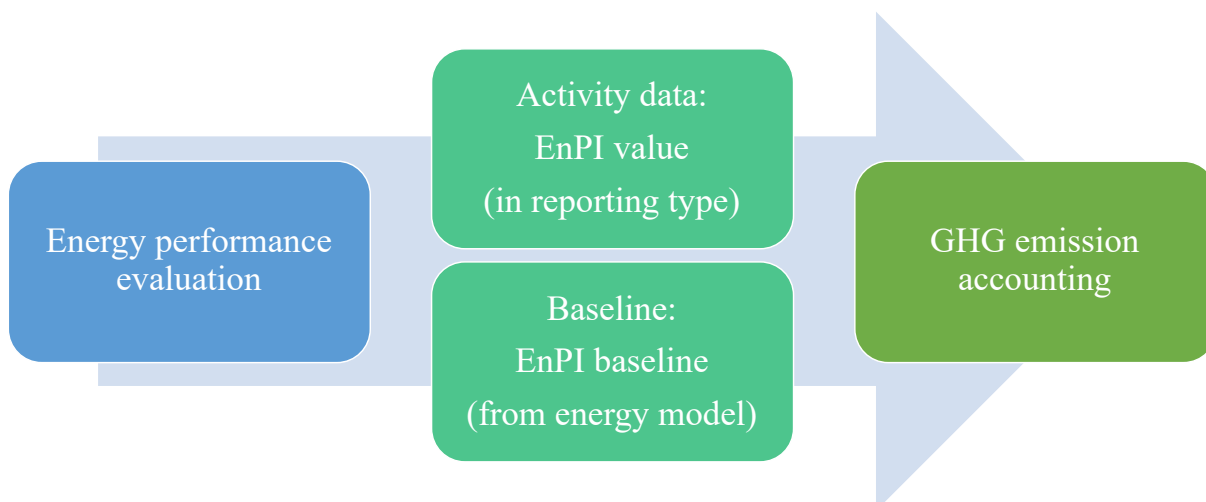 Energy performance
evaluation
Activity data:
EnPI value
(in reporting type)
Baseline:
EnPI baseline
(from energy model)
GHG emission
accounting